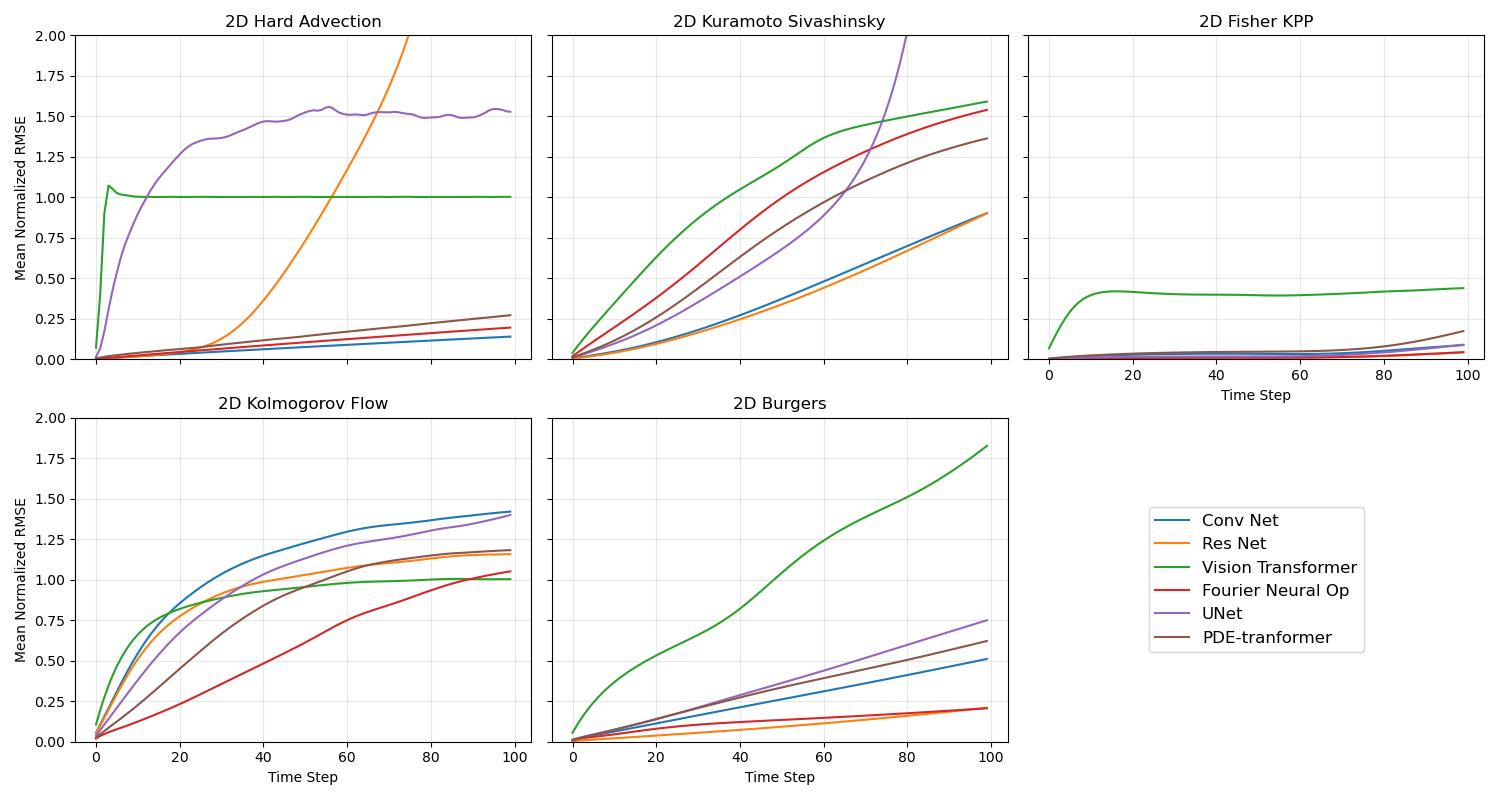 2D Hard Advection
2D Kuramoto Sivashinsky
2D Fisher KPP
2.00
1.75
1.50
1.25
1.00
0.75
0.50
0.25
0.00
Mean Normalized RMSE
0 20 40 60 80 100
Time Step
2D Kolmogorov Flow
2D Burgers
2.00
1.75
1.50
1.25
1.00
0.75
0.50
0.25
0.00
Mean Normalized RMSE
0 20 40 60 80 100
Time Step
0 20 40 60 80 100
Time Step
Conv Net
Res Net
Vision Transformer
Fourier Neural Op
UNet
PDE-tranformer